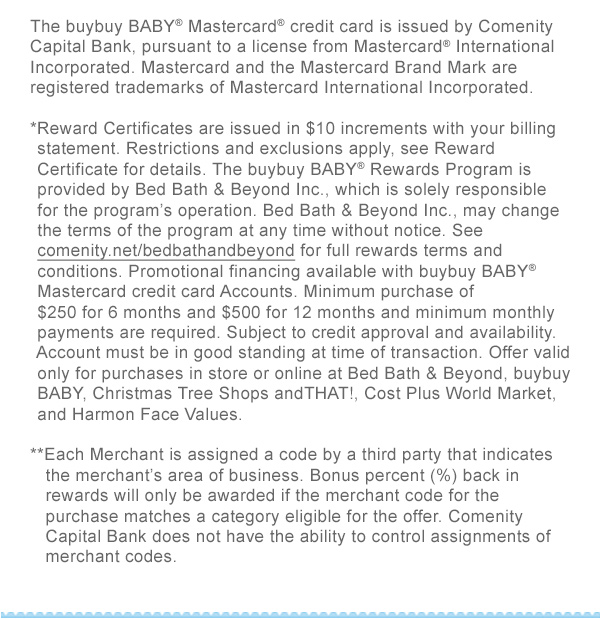 The buybuy BABY® Mastercard® credit card is issued by Comenity
Capital Bank, pursuant to a license from Mastercard® International
Incorporated. Mastercard and the Mastercard Brand Mark are
registered trademarks of Mastercard International Incorporated.
*Reward Certificates are issued in $10 increments with your billing
statement. Restrictions and exclusions apply, see Reward
Certificate for details. The buybuy BABY® Rewards Program is
provided by Bed Bath & Beyond Inc., which is solely responsible
for the program's operation. Bed Bath & Beyond Inc., may change
the terms of the program at any time without notice. See
comenity.net/bedbathandbeyond for full rewards terms and
conditions. Promotional financing available with buybuy BABY®
Mastercard credit card Accounts. Minimum purchase of
$250 for 6 months and $500 for 12 months and minimum monthly
payments are required. Subject to credit approval and availability.
Account must be in good standing at time of transaction. Offer valid
only for purchases in store or online at Bed Bath & Beyond, buybuy
BABY, Christmas Tree Shops andTHAT!, Cost Plus World Market,
and Harmon Face Values.
**Each Merchant is assigned a code by a third party that indicates
the merchant's area of business. Bonus percent (%) back in
rewards will only be awarded if the merchant code for the
purchase matches a category eligible for the offer. Comenity
Capital Bank does not have the ability to control assignments of
merchant codes.